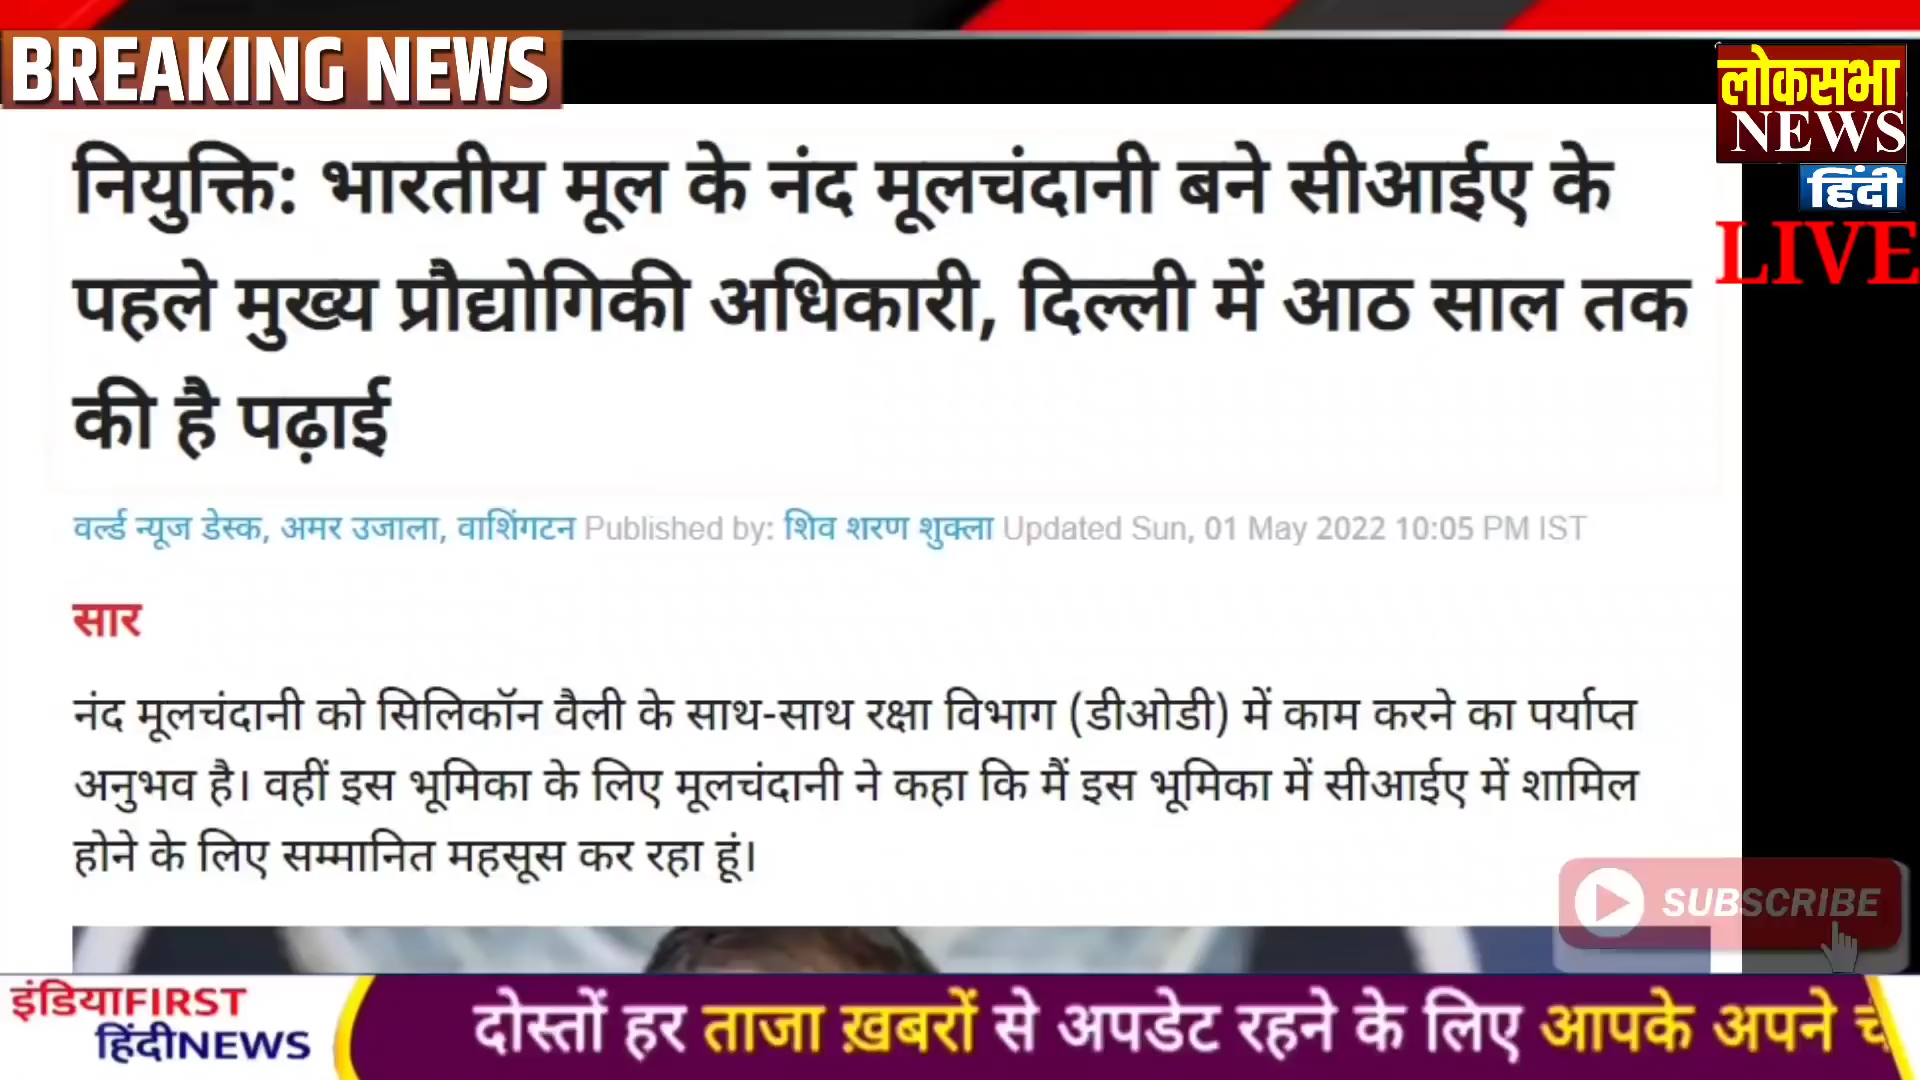 BREAKING NEWS
लोकसभा
NEWS
हिंदी
LIVE
नियुक्ति: भारतीय मूल के नंद मूलचंदानी बने सीआईए के
पहले मुख्य प्रौद्योगिकी अधिकारी, दिल्ली में आठ साल तक
की है पढ़ाई
वर्ल्ड न्यूज डेस्क, अमर उजाला, वाशिंगटन Published by: शिव शरण शुक्ला Updated Sun, 01 May 2022 10:05 PM IST
सार
नंद मूलचंदानी को सिलिकॉन वैली के साथ-साथ रक्षा विभाग (डीओडी) में काम करने का पर्याप्त
अनुभव है। वहीं इस भूमिका के लिए मूलचंदानी ने कहा कि मैं इस भूमिका में सीआईए में शामिल
होने के लिए सम्मानित महसूस कर रहा हूं।
SUBSCRIBE
इंडियाFIRST
हिंदीNEWS
दोस्तों हर ताजा ख़बरों से अपडेट रहने के लिए आपके अपने